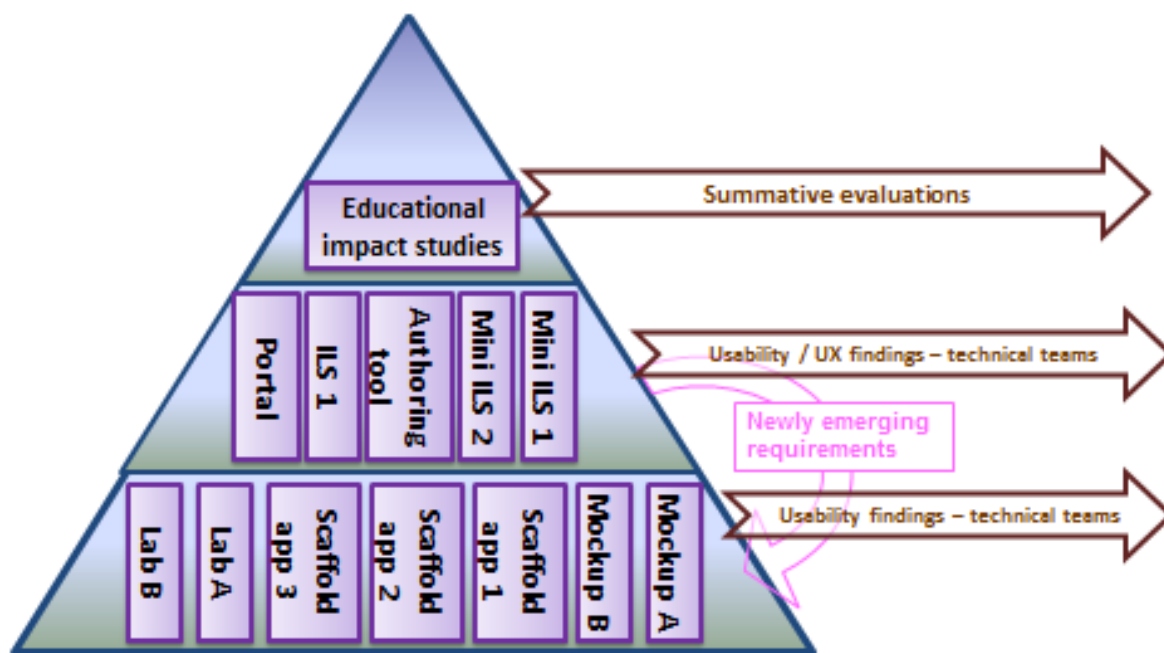 Summative evaluations
Educational
impact studies
Portal
ILS 1
Authoring
tool
Mini ILS 2
Mini ILS 1
Usability / UX findings – technical teams
Newly emerging
requirements
Lab B
Lab A
Scaffold
app 3
Scaffold
app 2
Scaffold
app 1
Mockup B
Mockup A
Usability findings – technical teams